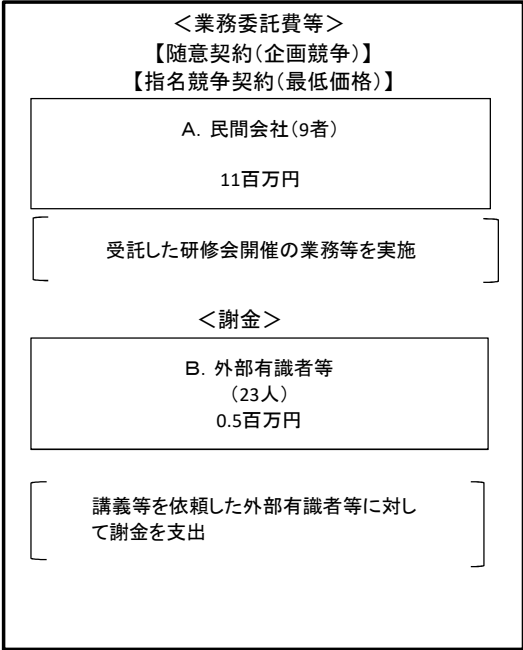 ＜業務委託費等＞
【随意契約（企画競争）】
【指名競争契約（最低価格）】
Ａ．民間会社（9者）
11百万円
受託した研修会開催の業務等を実施
＜謝金＞
Ｂ．外部有識者等
（23人）
0.5百万円
講義等を依頼した外部有識者等に対し
て謝金を支出